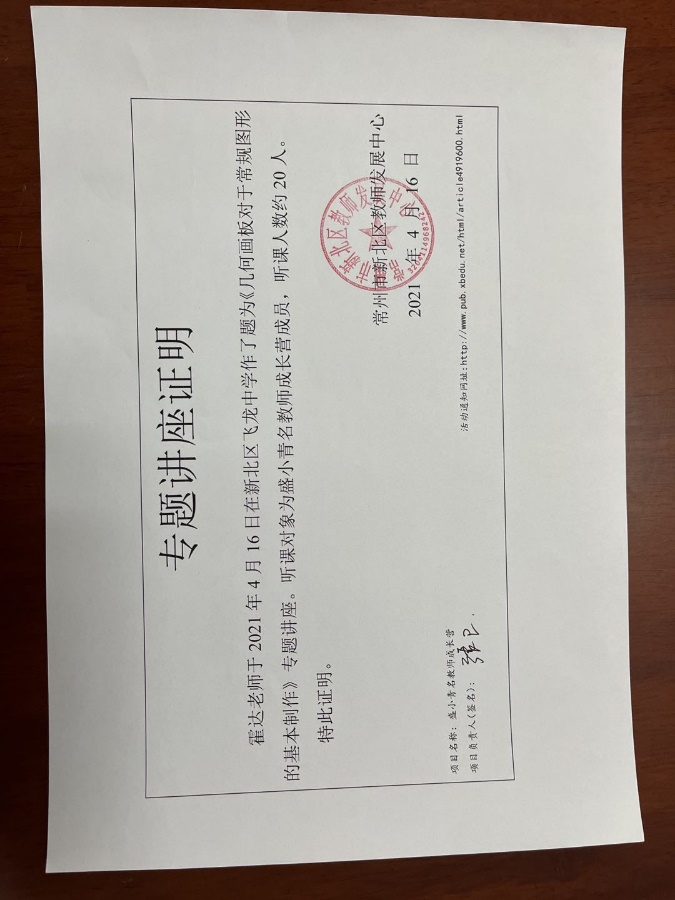 专题讲座证明
霍达老师于 2021 年 4 月 16 日在新北区飞龙中学作了题为《几何画板对于常规图形
的基本制作》专题讲座。听课对象为盛小青名教师成长营成员，听课人数约 20 人。
特此证明。
常州市新北区教师发展中心
2021 年 4 月 16 日
项目名称：盛小青名教师成长营
项目负责人(签名)：
活动通知网址:http://www.pub.xbedu.net/html/article4919600.html